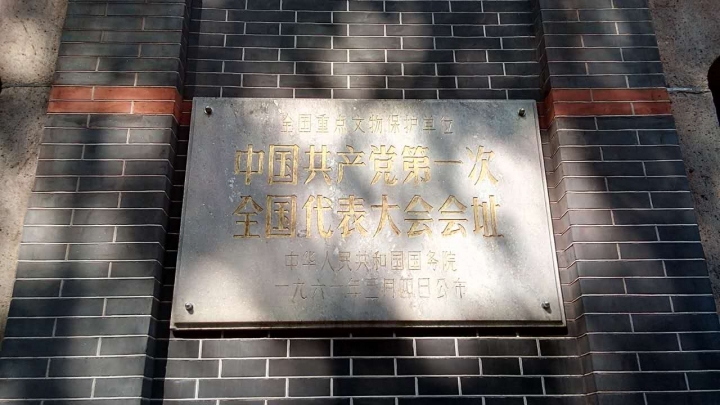 全国重点文物保护单位
中国共产党第一次
全国代表大会会址
中华人民共和国国务院
一九六一年三月四日公布